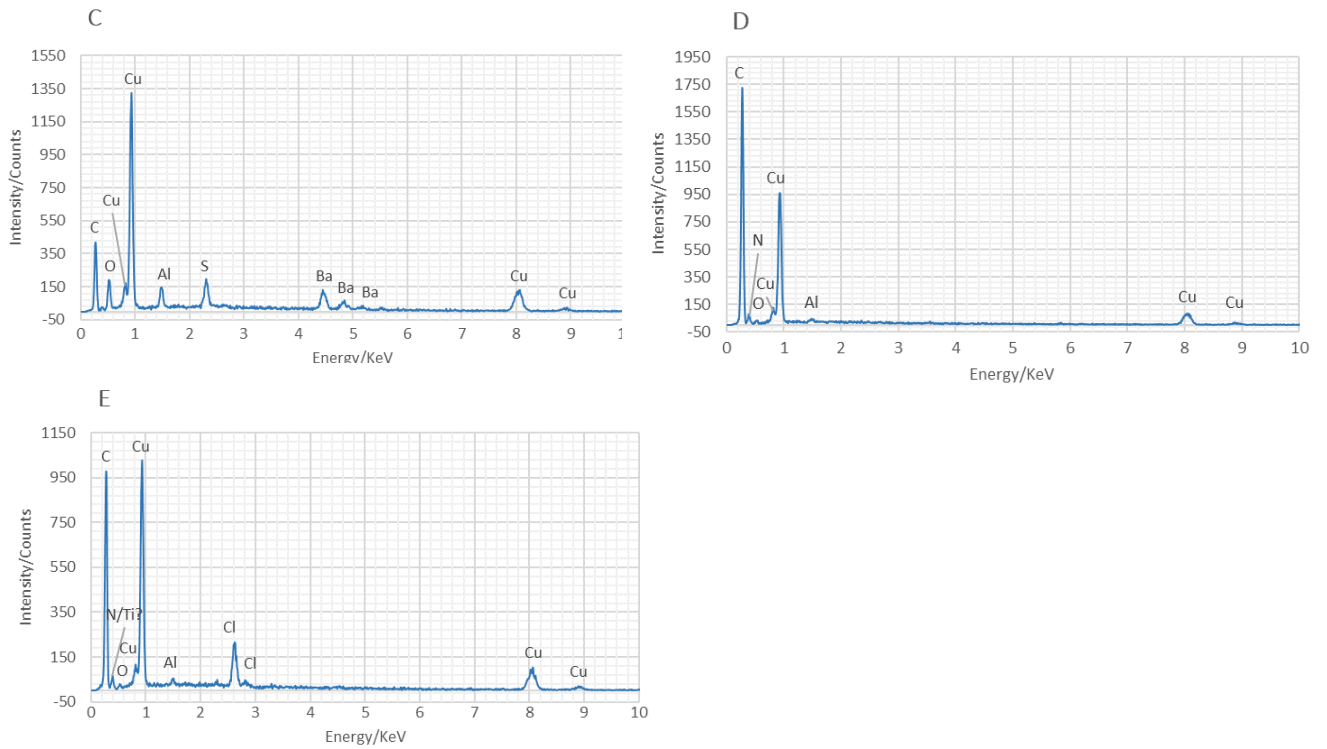 C
1550
1350
1150
950
750
550
350
150
-50
Intensity/Counts
C
O
Cu
Cu
Al
S
Ba
Ba
Ba
Cu
Cu
0 1 2 3 4 5 6 7 8 9 1
Energy/KeV
D
1950
1750
1550
1350
1150
950
750
550
350
150
-50
Intensity/Counts
C
N
O
Cu
Cu
Al
Cu
Cu
0 1 2 3 4 5 6 7 8 9 10
Energy/KeV
E
1150
950
750
550
350
150
-50
Intensity/Counts
C
N/Ti?
O
Cu
Cu
Al
Cl
Cl
Cu
Cu
0 1 2 3 4 5 6 7 8 9 10
Energy/KeV